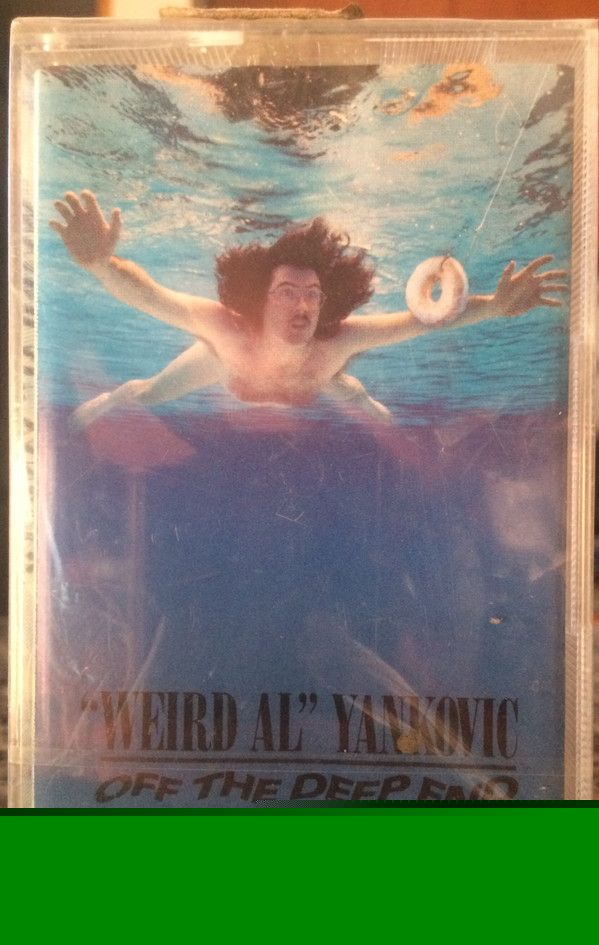 "WEIRD AL" YANKOVIC
OFF THE DEEP END